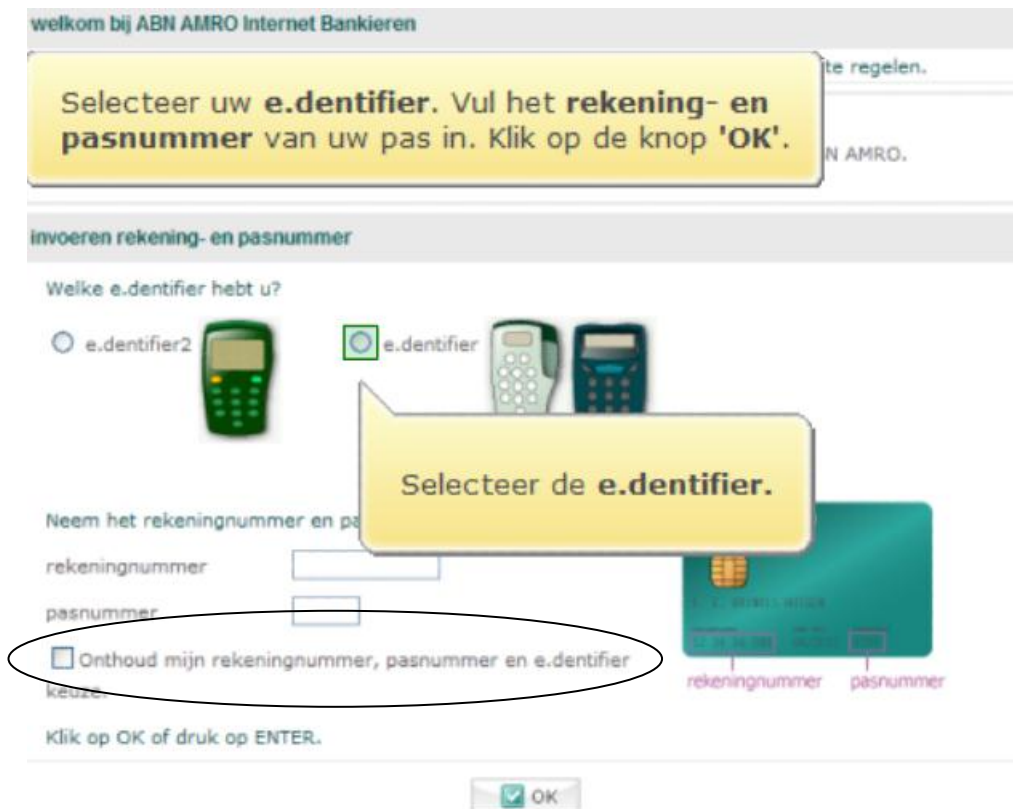 welkom bij ABN AMRO Internet Bankieren
te regelen.
Selecteer uw e.dentifier. Vul het rekening- en
pasnummer van uw pas in. Klik op de knop 'OK'.
N AMRO.
invoeren rekening- en pasnummer
Welke e.dentifier hebt u?
e.dentifier2
e.dentifier
Selecteer de e.dentifier.
Neem het rekeningnummer en pa
rekeningnummer
pasnummer
Onthoud mijn rekeningnummer, pasnummer en e.dentifier
keuze.
rekeningnummer pasnummer
Klik op OK of druk op ENTER.
OK